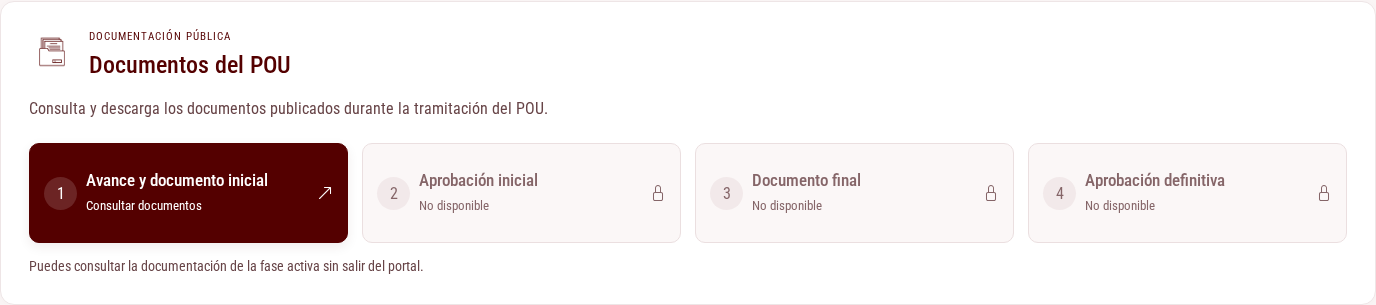 DOCUMENTACIÓN PÚBLICA
Documentos del POU
Consulta y descarga los documentos publicados durante la tramitación del POU.
1
Avance y documento inicial
Consultar documentos
2
Aprobación inicial
No disponible
3
Documento final
No disponible
4
Aprobación definitiva
No disponible
Puedes consultar la documentación de la fase activa sin salir del portal.